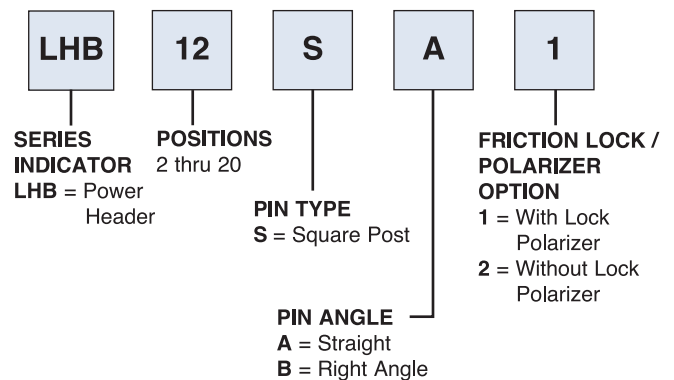 LHB 12 S A 1
SERIES
INDICATOR
LHB = Power
Header
POSITIONS
2 thru 20
PIN TYPE
S = Square Post
PIN ANGLE
A = Straight
B = Right Angle
FRICTION LOCK /
POLARIZER
OPTION
1 = With Lock
Polarizer
2 = Without Lock
Polarizer